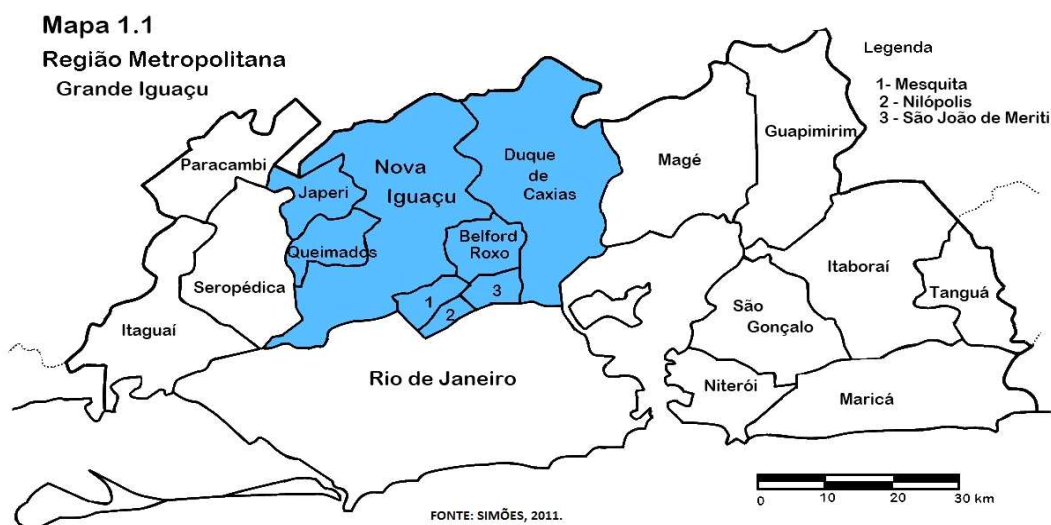 Mapa 1.1
Região Metropolitana
Grande Iguaçu
Legenda
1- Mesquita
2 - Nilópolis
3 - São João de Meriti
Paracambi
Japeri
Nova
Iguaçu
Duque
de
Caxias
Magé
Guapimirim
Queimados
Belford
Roxo
Seropédica
Itaguaí
1
2
3
Itaboraí
Tanguá
São
Gonçalo
Rio de Janeiro
Niterói
Maricá
0 10 20 30 km
FONTE: SIMÕES, 2011.